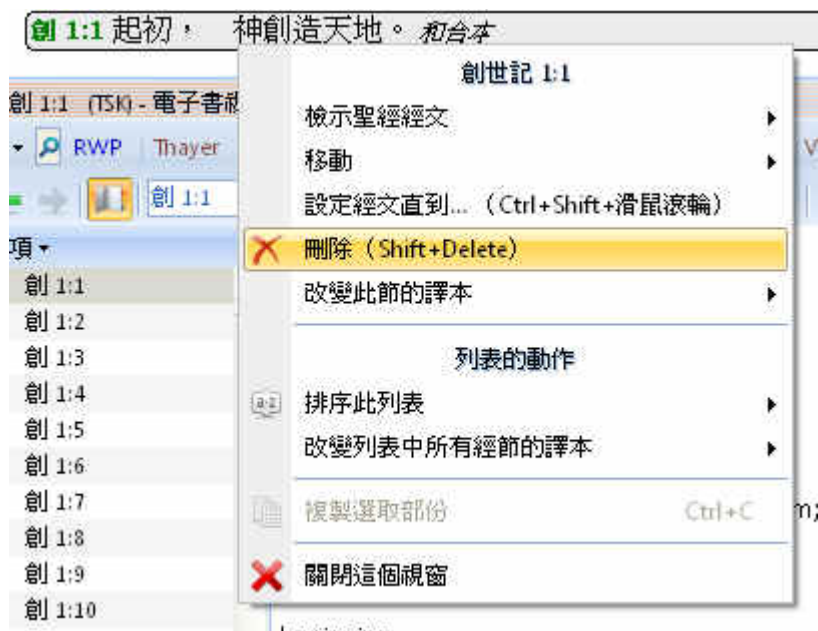 創 1:1 起初， 神創造天地。 和合本
創世記 1:1
創 1:1 (TSK) - 電子書視
檢示聖經經文
RWP Thayer
移動
創 1:1
設定經文直到... （Ctrl+Shift+滑鼠滾輪）
項
刪除（Shift+Delete）
創 1:1
改變此節的譯本
創 1:2
創 1:3
列表的動作
創 1:4
排序此列表
創 1:5
改變列表中所有經節的譯本
創 1:6
創 1:7
複製選取部份 Ctrl+C
m;
創 1:8
創 1:9
關閉這個視窗
創 1:10